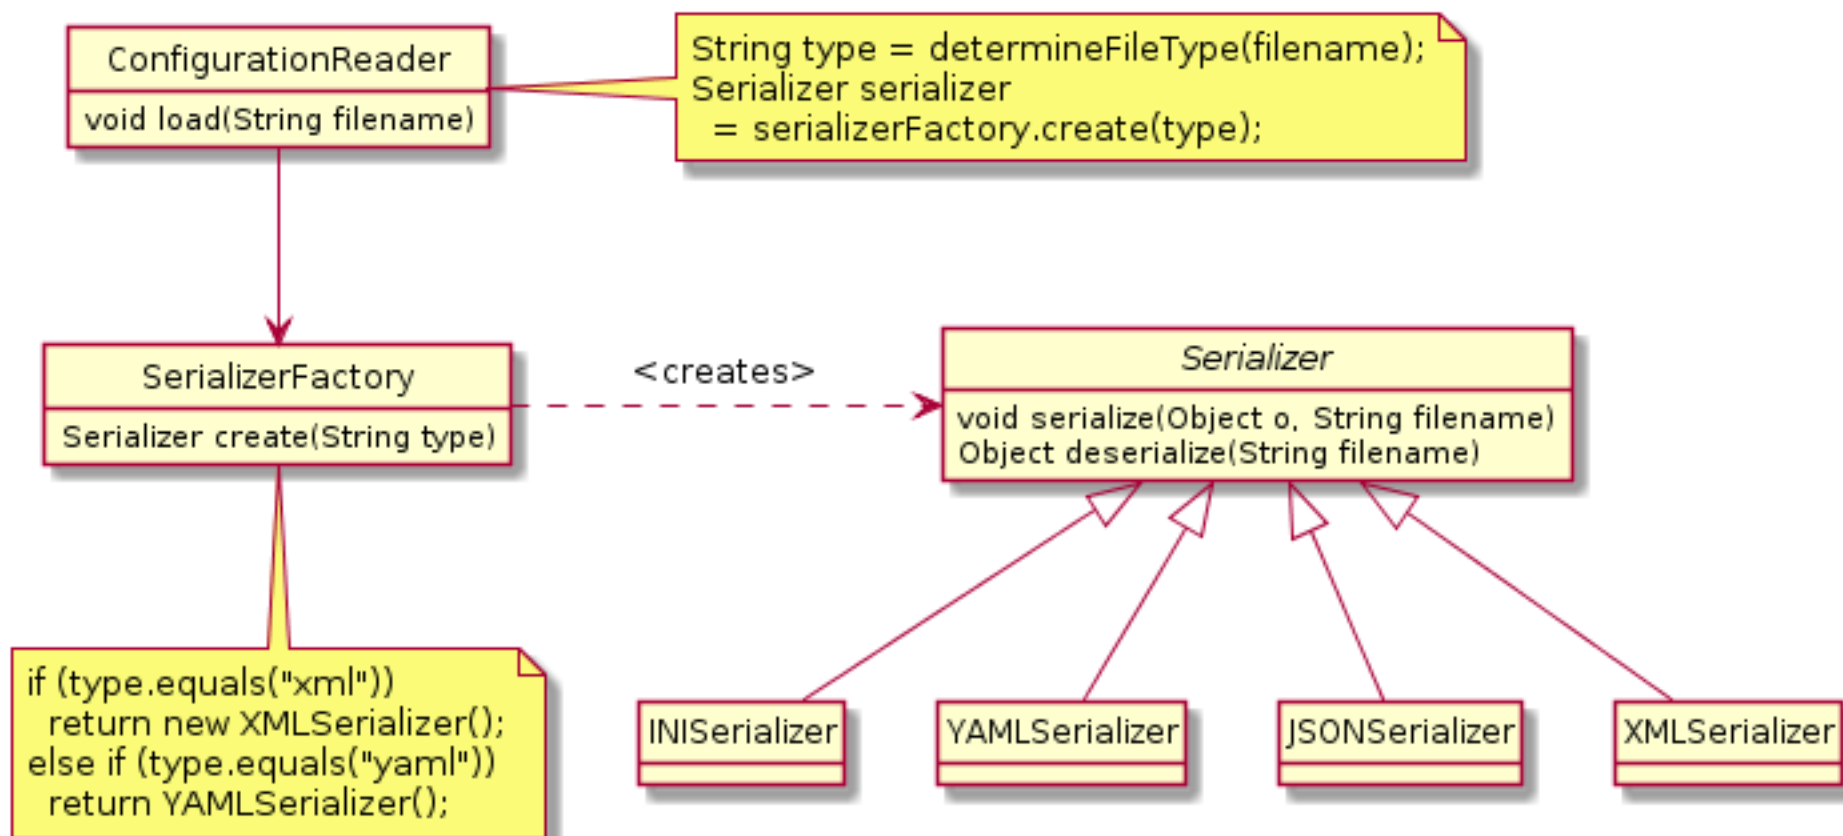 ConfigurationReader
void load(String filename)
String type = determineFileType(filename);
Serializer serializer
= serializerFactory.create(type);
SerializerFactory
Serializer create(String type)
<creates>
Serializer
void serialize(Object o, String filename)
Object deserialize(String filename)
if (type.equals("xml"))
return new XMLSerializer();
else if (type.equals("yaml"))
return YAMLSerializer();
INISerializer
YAMLSerializer
JSONSerializer
XMLSerializer